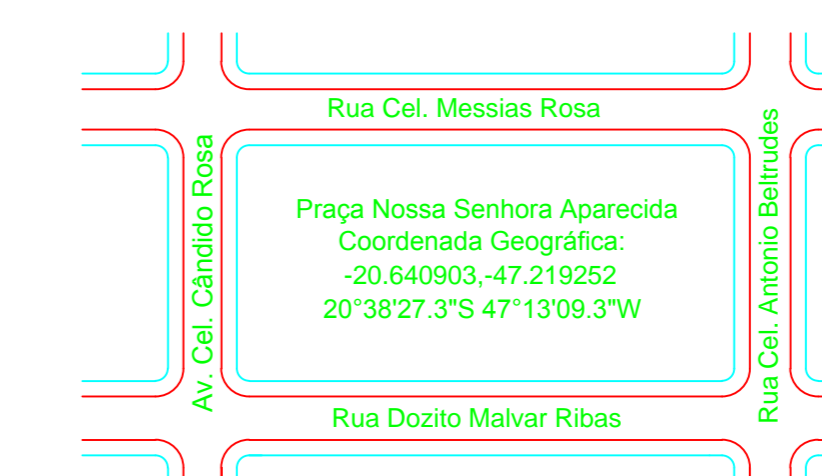 Rua Cel. Messias Rosa
Av. Cel. Cândido Rosa
Praça Nossa Senhora Aparecida
Coordenada Geográfica:
-20.640903,-47.219252
20°38'27.3"S 47°13'09.3"W
Rua Cel. Antonio Beltrudes
Rua Dozito Malvar Ribas